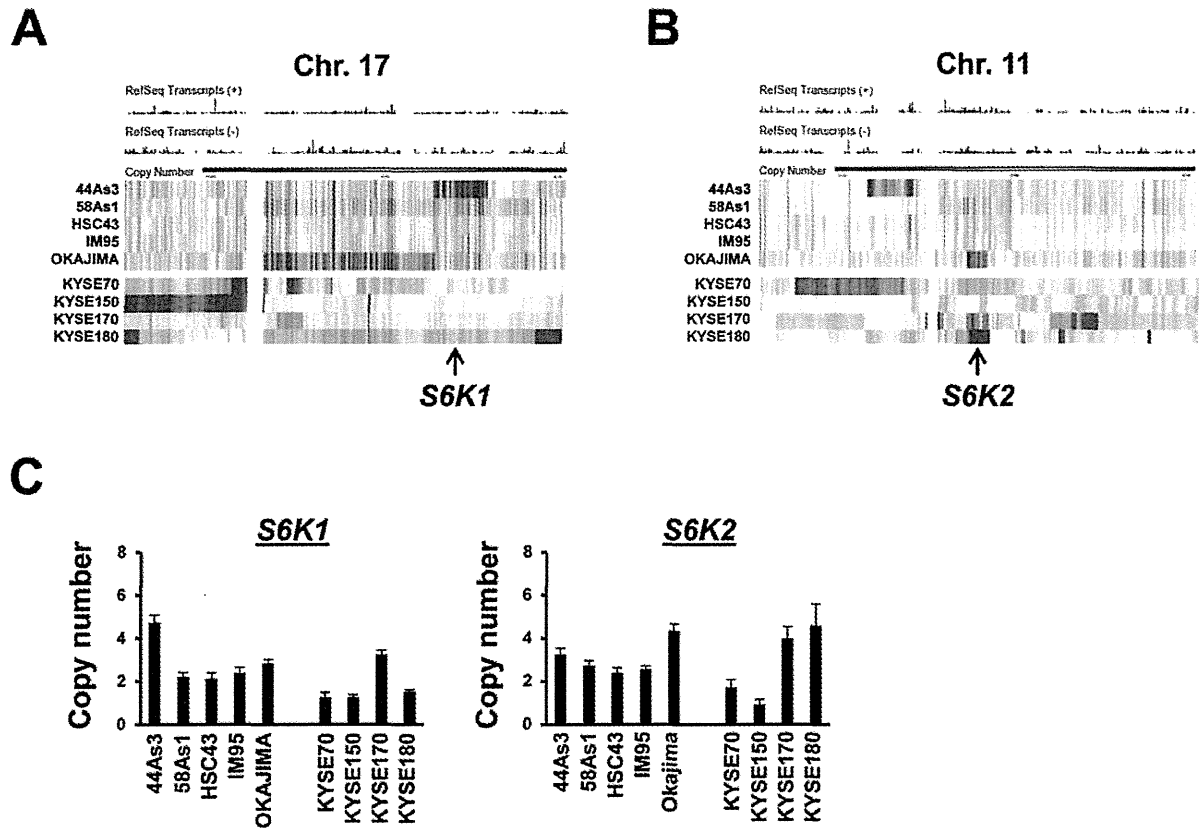 A
Chr. 17
RefSeq Transcripts (+)
RefSeq Transcripts (-)
Copy Number
44As3
58As1
HSC43
IM95
OKAJIMA
KYSE70
KYSE150
KYSE170
KYSE180
S6K1
B
Chr. 11
RefSeq Transcripts (+)
RefSeq Transcripts (-)
Copy Number
44As3
58As1
HSC43
IM95
OKAJIMA
KYSE70
KYSE150
KYSE170
KYSE180
S6K2
C
S6K1
Copy number
8
6
4
2
0
44As3
58As1
HSC43
IM95
OKAJIMA
KYSE70
KYSE150
KYSE170
KYSE180
S6K2
Copy number
8
6
4
2
0
44As3
58As1
HSC43
IM95
Okajima
KYSE70
KYSE150
KYSE170
KYSE180